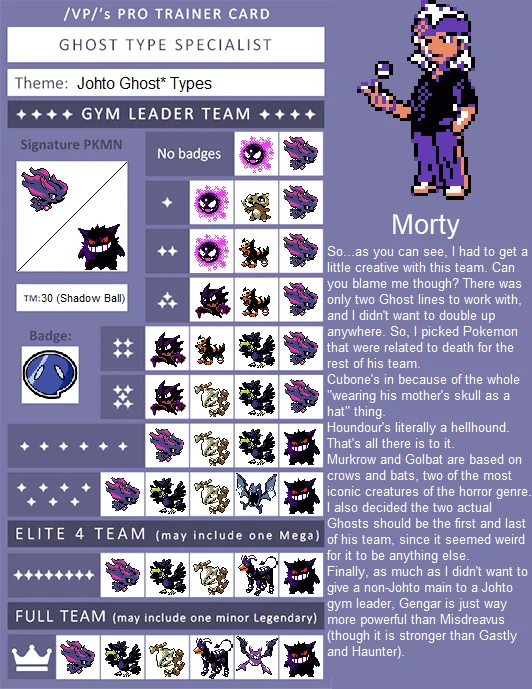 /VP/'s PRO TRAINER CARD
GHOST TYPE SPECIALIST
Theme: Johto Ghost* Types
GYM LEADER TEAM
Signature PKMN
No badges
TM:30 (Shadow Ball)
Badge:
ELITE 4 TEAM (may include one Mega)
FULL TEAM (may include one minor Legendary)
Morty
So...as you can see, I had to get a
little creative with this team. Can
you blame me though? There was
only two Ghost lines to work with,
and I didn't want to double up
anywhere. So, I picked Pokemon
that were related to death for the
rest of his team.
Cubone's in because of the whole
"wearing his mother's skull as a
hat" thing.
Houndour's literally a hellhound.
That's all there is to it.
Murkrow and Golbat are based on
crows and bats, two of the most
iconic creatures of the horror genre.
I also decided the two actual
Ghosts should be the first and last
of his team, since it seemed weird
for it to be anything else.
Finally, as much as I didn't want to
give a non-Johto main to a Johto
gym leader, Gengar is just way
more powerful than Misdreavus
(though it is stronger than Gastly
and Haunter).